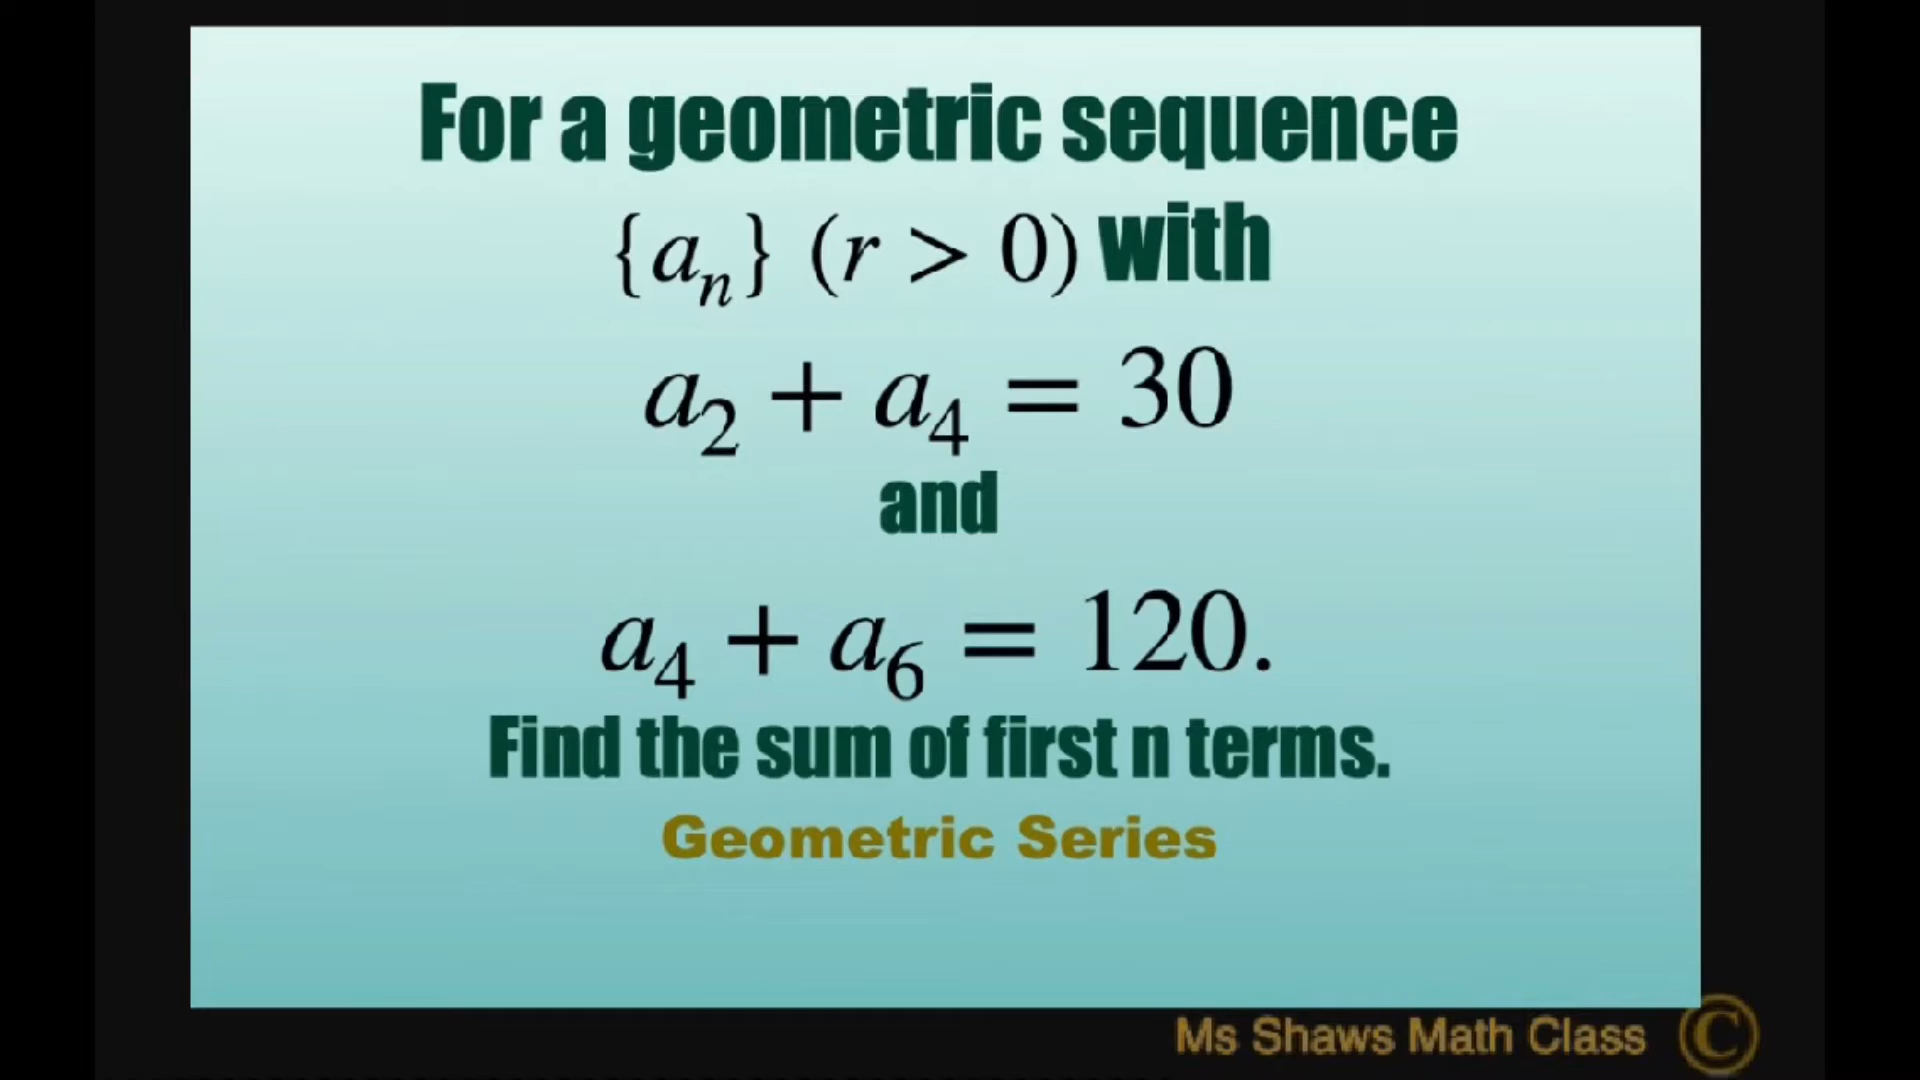 For a geometric sequence
{aₙ} (r > 0) with
a₂ + a₄ = 30
and
a₄ + a₆ = 120.
Find the sum of first n terms.
Geometric Series
Ms Shaws Math Class ©